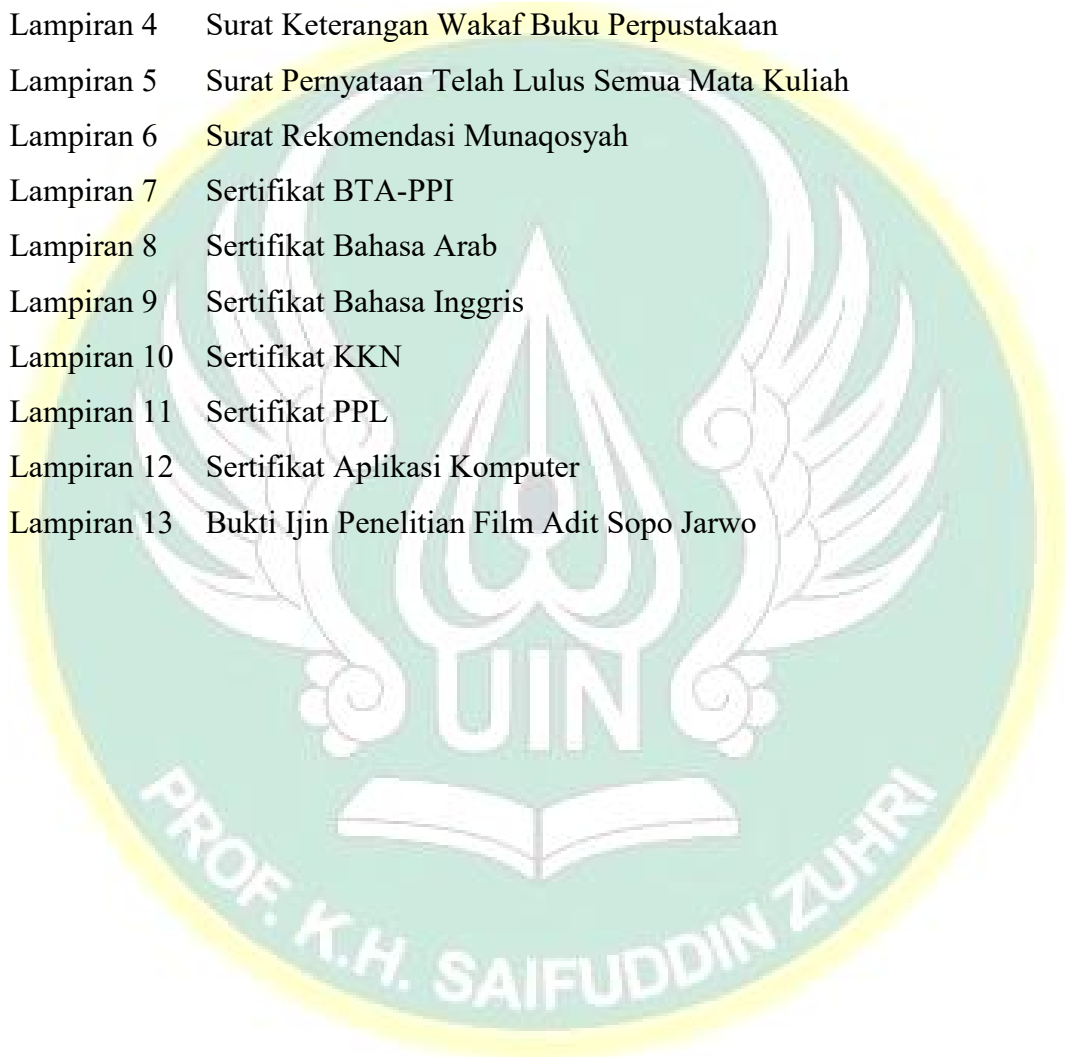 Lampiran 4 Surat Keterangan Wakaf Buku Perpustakaan
Lampiran 5 Surat Pernyataan Telah Lulus Semua Mata Kuliah
Lampiran 6 Surat Rekomendasi Munaqosyah
Lampiran 7 Sertifikat BTA-PPI
Lampiran 8 Sertifikat Bahasa Arab
Lampiran 9 Sertifikat Bahasa Inggris
Lampiran 10 Sertifikat KKN
Lampiran 11 Sertifikat PPL
Lampiran 12 Sertifikat Aplikasi Komputer
Lampiran 13 Bukti Ijin Penelitian Film Adit Sopo Jarwo
UIN
PROF. K.H. SAIFUDDIN ZUHRI